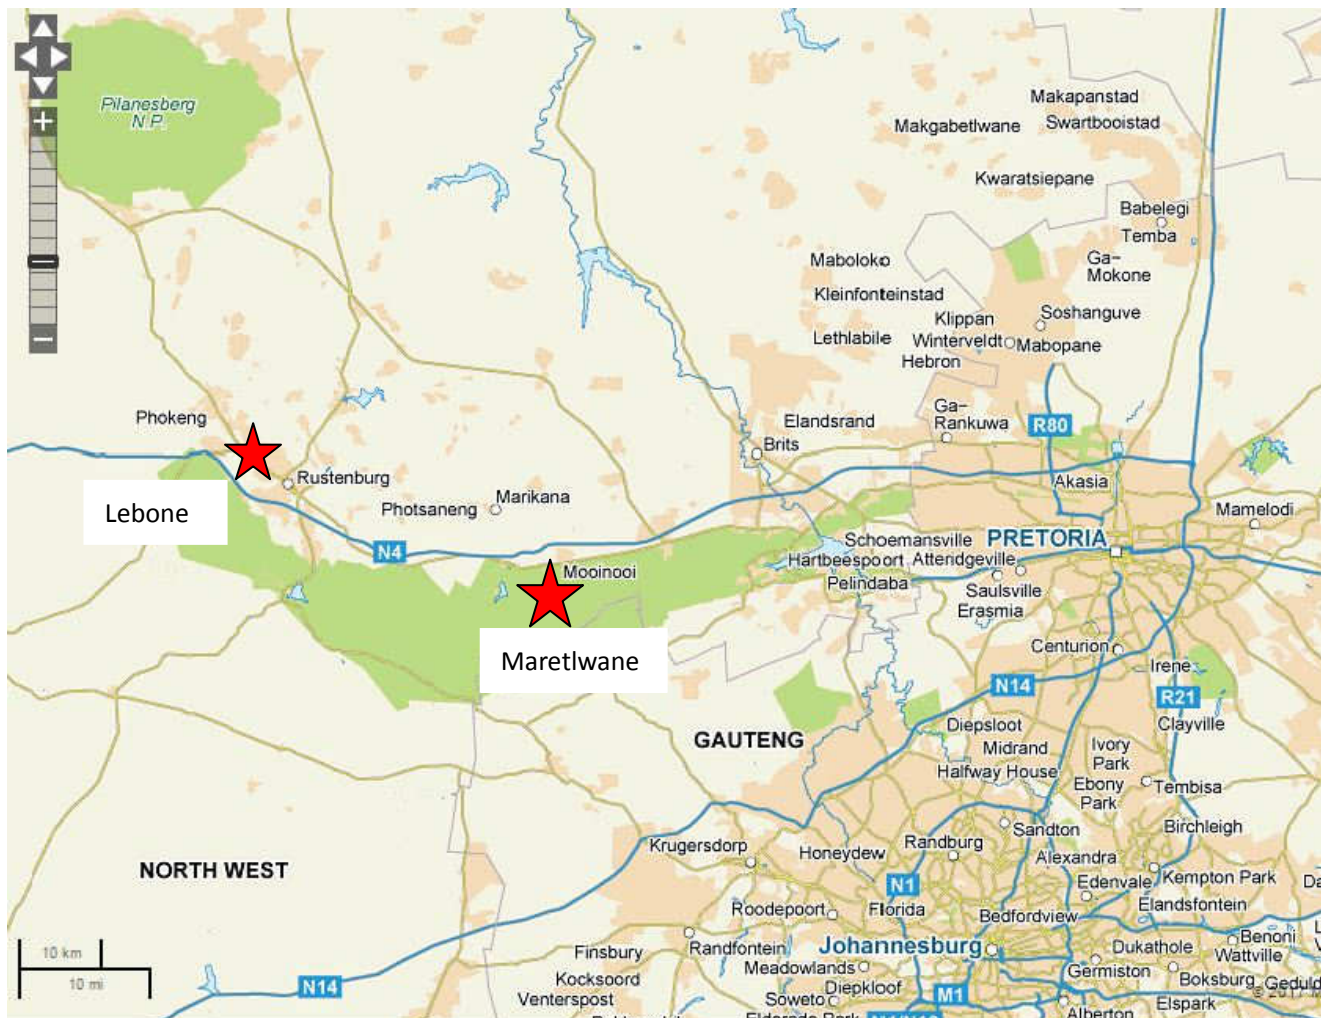 Pilanesberg
N.P.
Makapanstad
Makgabetlwane
Swartbooistad
Kwaratsiepane
Babelegi
Temba
Ga-
Mokone
Maboloko
Kleinfonteinstad
Soshanguve
Klippan
Lethlabile
Winterveldt
Mabopane
Hebron
Phokeng
Elandsrand
Ga-
Rankuwa
R80
Brits
Rustenburg
Akasia
Lebone
Photsaneng
Marikana
Mamelodi
N4
Schoemansville
PRETORIA
Hartbeespoort
Atteridgeville
Mooinooi
Pelindaba
Saulsville
Erasmia
Maretlwane
Centurion
Irene
N14
R21
Diepsloot
Clayville
GAUTENG
Midrand
Ivory
Park
Halfway House
Ebony
Park
Tembisa
Sandton
Birchleigh
Krugersdorp
Honeydew
Randburg
Alexandra
NORTH WEST
N1
Edenvale
Kempton Park
Da
Roodepoort
Florida
Bedfordview
Elandsfontein
10 km
10 mi
Finsbury
Randfontein
Johannesburg
Dukathole
Benoni
Wattville
Meadowlands
Germiston
Kocksoord
Diepkloof
Boksburg
Geduld
N14
Venterspost
Soweto
M1
Elspark
Alberton